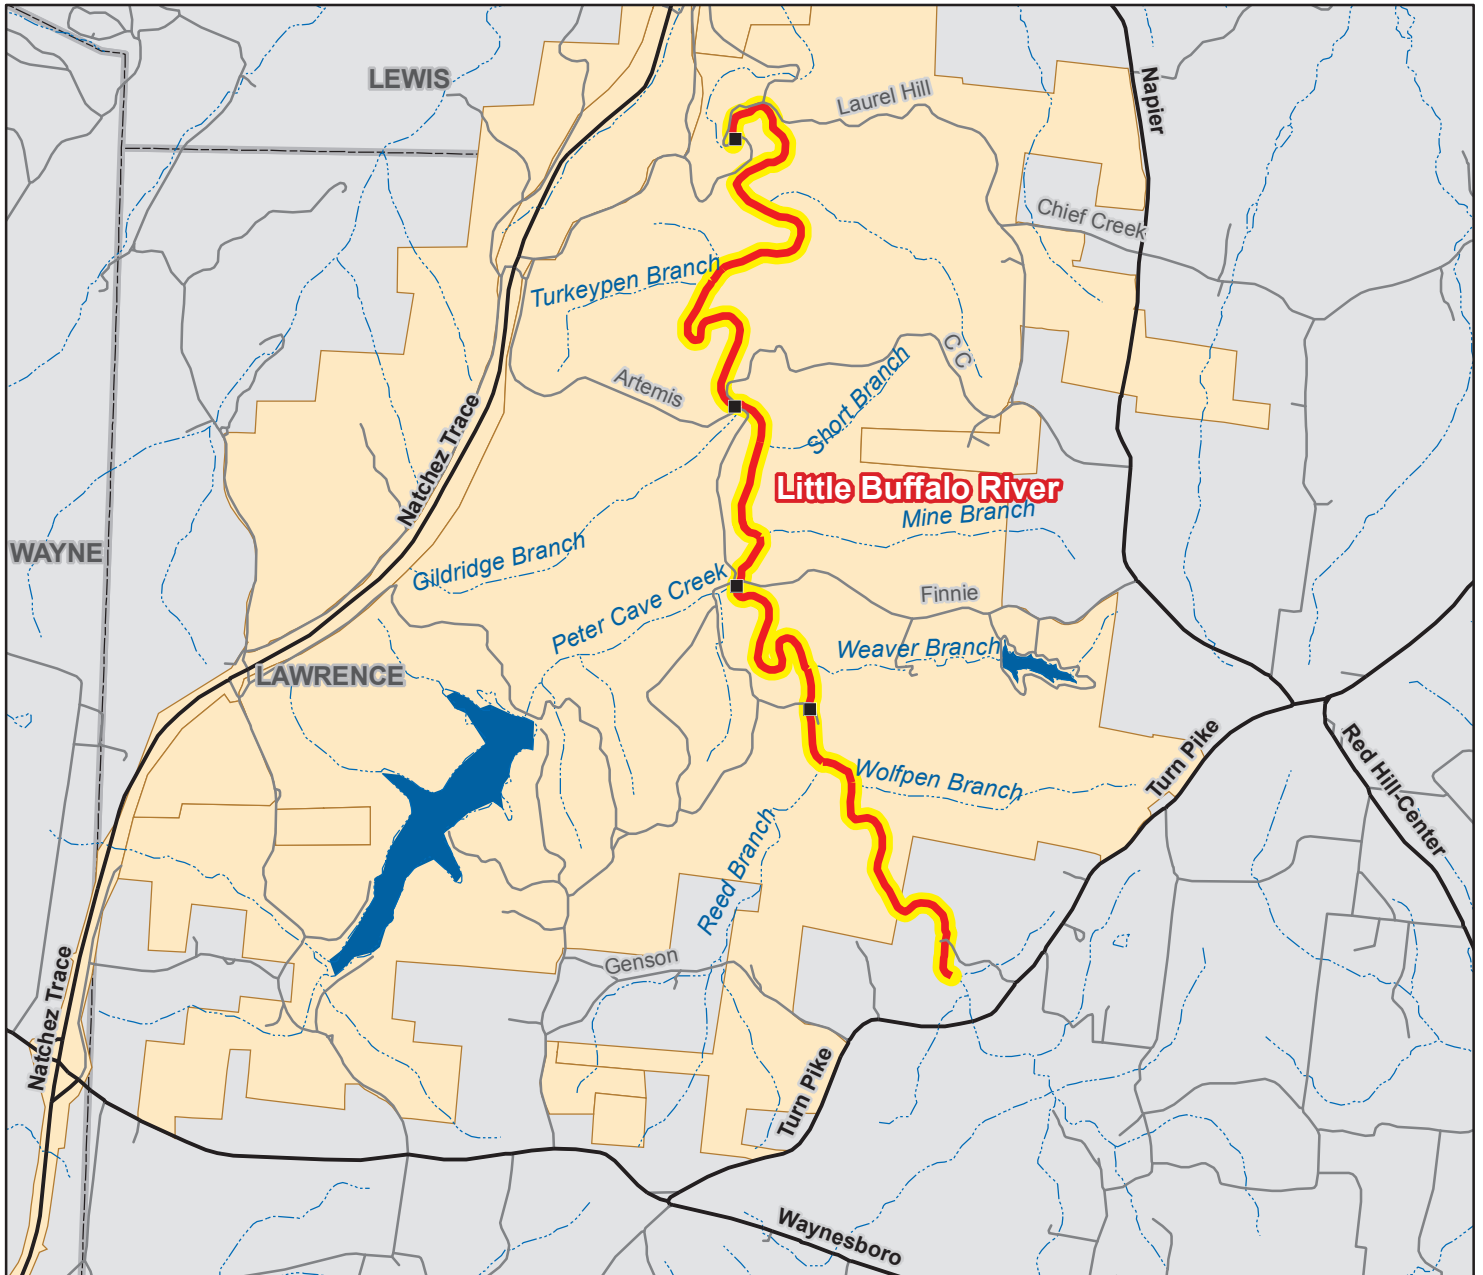 LEWIS
Napier
Laurel Hill
Chief Creek
Turkeypen Branch
C C
Artemis
Short Branch
Natchez Trace
Little Buffalo River
Mine Branch
WAYNE
Gildridge Branch
Peter Cave Creek
Finnie
Weaver Branch
LAWRENCE
Turn Pike
Red Hill-Center
Wolfpen Branch
Reed Branch
Genson
Natchez Trace
Turn Pike
Waynesboro